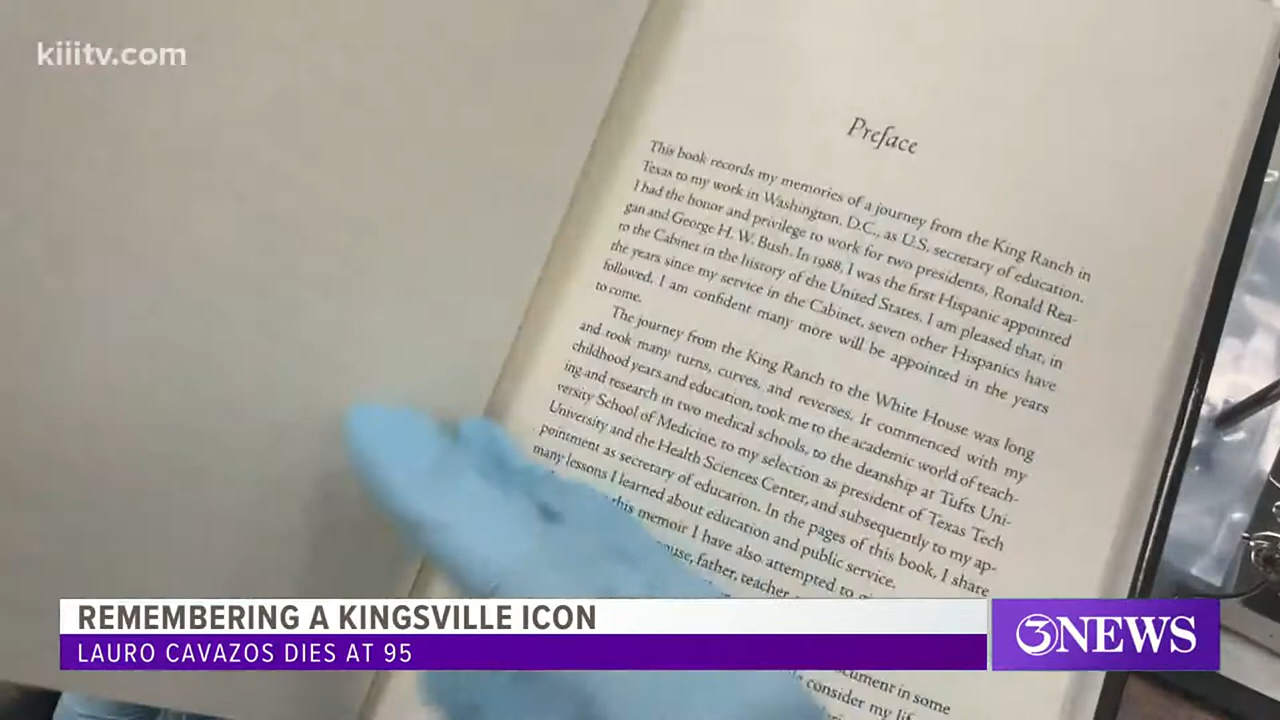 kiiitv.com
Preface
This book records my memories of a journey from the King Ranch in
Texas to my work in Washington, D.C., as U.S. secretary of education.
I had the honor and privilege to work for two presidents, Ronald Rea-
gan and George H. W. Bush. In 1988, I was the first Hispanic appointed
to the Cabinet in the history of the United States. I am pleased that, in
the years since my service in the Cabinet, seven other Hispanics have
followed. I am confident many more will be appointed in the years
to come.
The journey from the King Ranch to the White House was long
and took many turns, curves, and reverses. It commenced with my
childhood years and education, took me to the academic world of teach-
ing and research in two medical schools, to the deanship at Tufts Uni-
versity School of Medicine, to my selection as president of Texas Tech
University and the Health Sciences Center, and subsequently to my ap-
pointment as secretary of education. In the pages of this book, I share
many lessons I learned about education and public service.
this memoir I have also attempted to
father, teacher
REMEMBERING A KINGSVILLE ICON
LAURO CAVAZOS DIES AT 95
3NEWS
in some
consider my